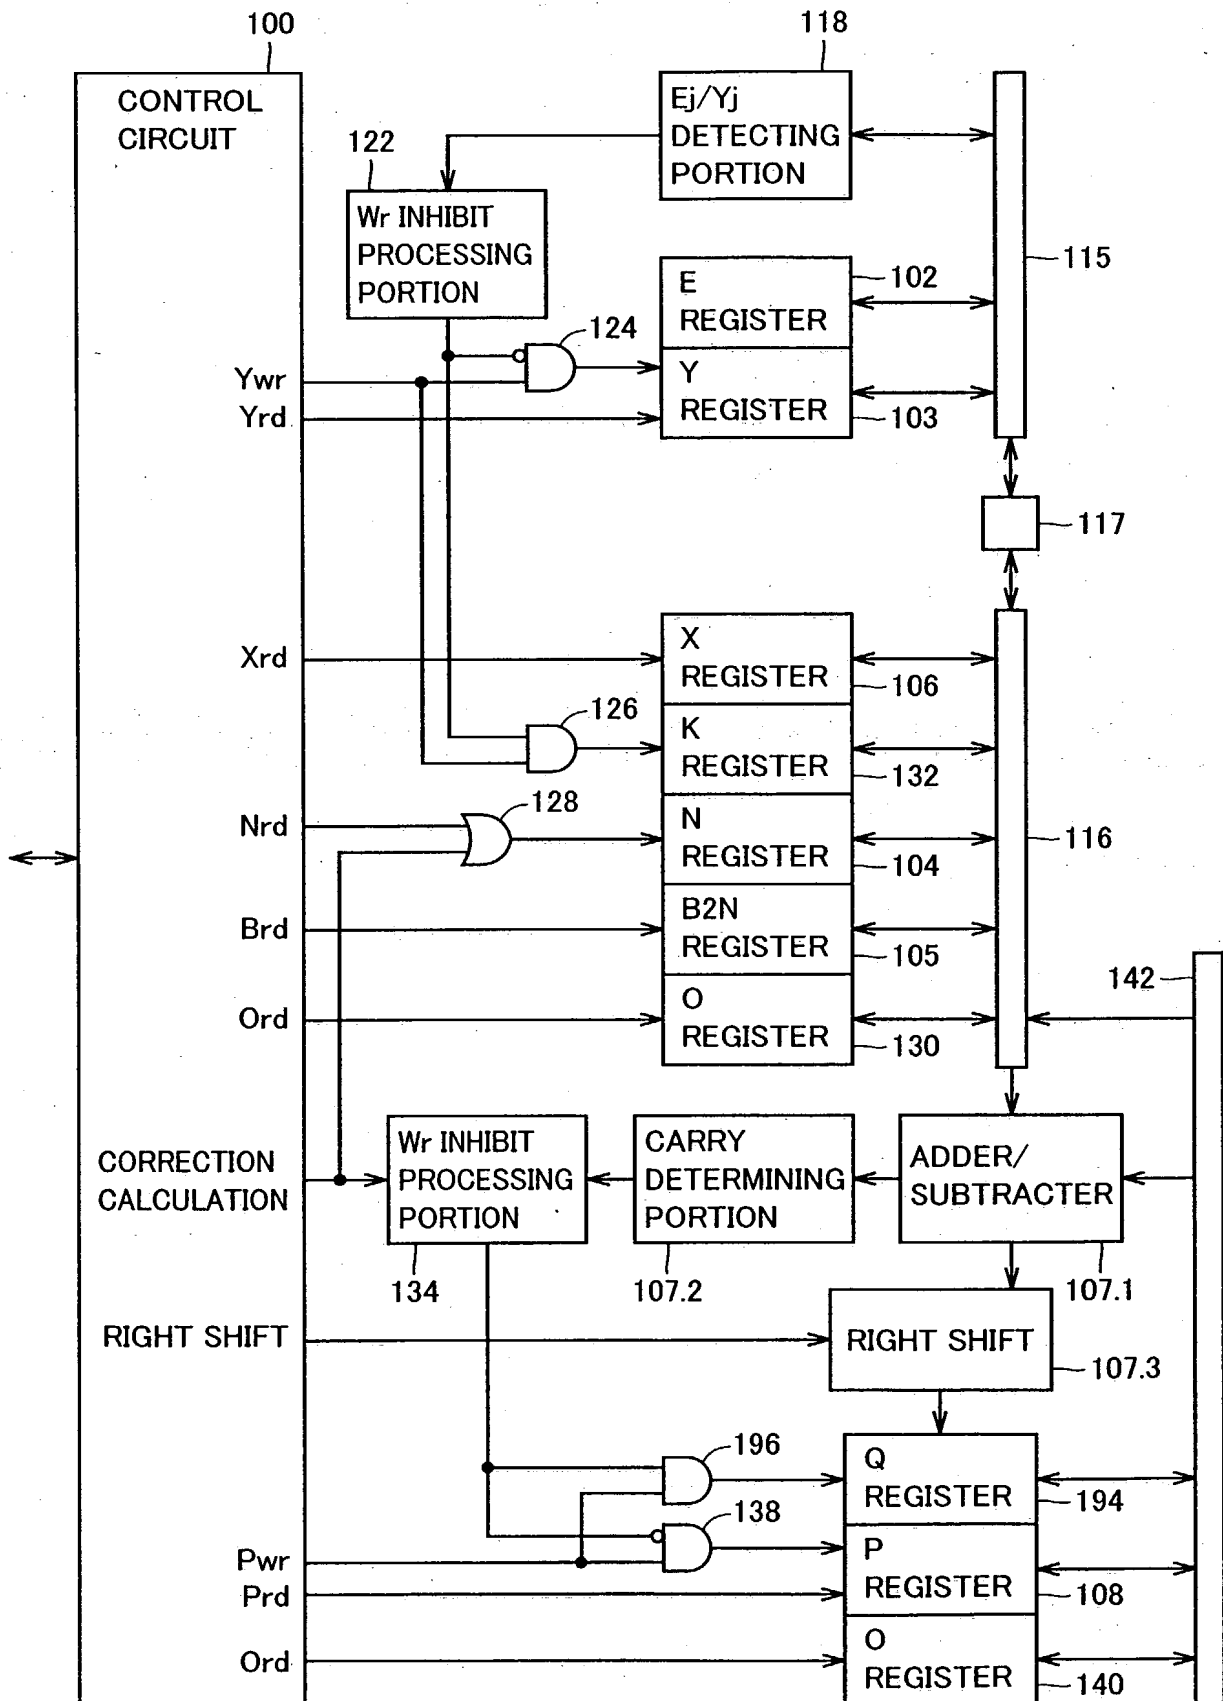 100
118
CONTROL
CIRCUIT
Ej/Yj
DETECTING
PORTION
122
Wr INHIBIT
PROCESSING
PORTION
115
E
REGISTER
102
124
Ywr
Yrd
Y
REGISTER
103
117
Xrd
X
REGISTER
106
126
K
REGISTER
132
Nrd
128
N
REGISTER
104
116
Brd
B2N
REGISTER
105
142
Ord
O
REGISTER
130
CORRECTION
CALCULATION
Wr INHIBIT
PROCESSING
PORTION
134
CARRY
DETERMINING
PORTION
107.2
ADDER/
SUBTRACTER
107.1
RIGHT SHIFT
RIGHT SHIFT
107.3
196
Q
REGISTER
194
138
Pwr
Prd
P
REGISTER
108
Ord
O
REGISTER
140